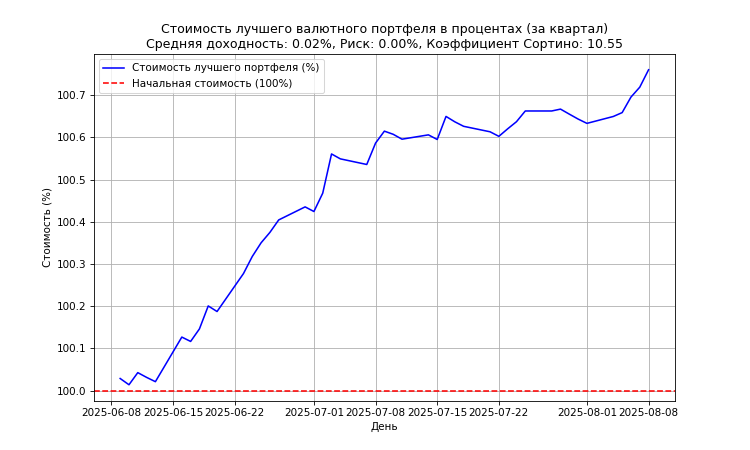 Стоимость лучшего валютного портфеля в процентах (за квартал)
Средняя доходность: 0.02%, Риск: 0.00%, Коэффициент Сортино: 10.55
Стоимость лучшего портфеля (%)
Начальная стоимость (100%)
Стоимость (%)
100.7
100.6
100.5
100.4
100.3
100.2
100.1
100.0
2025-06-08 2025-06-15 2025-06-22 2025-07-01 2025-07-08 2025-07-15 2025-07-22 2025-08-01 2025-08-08
День